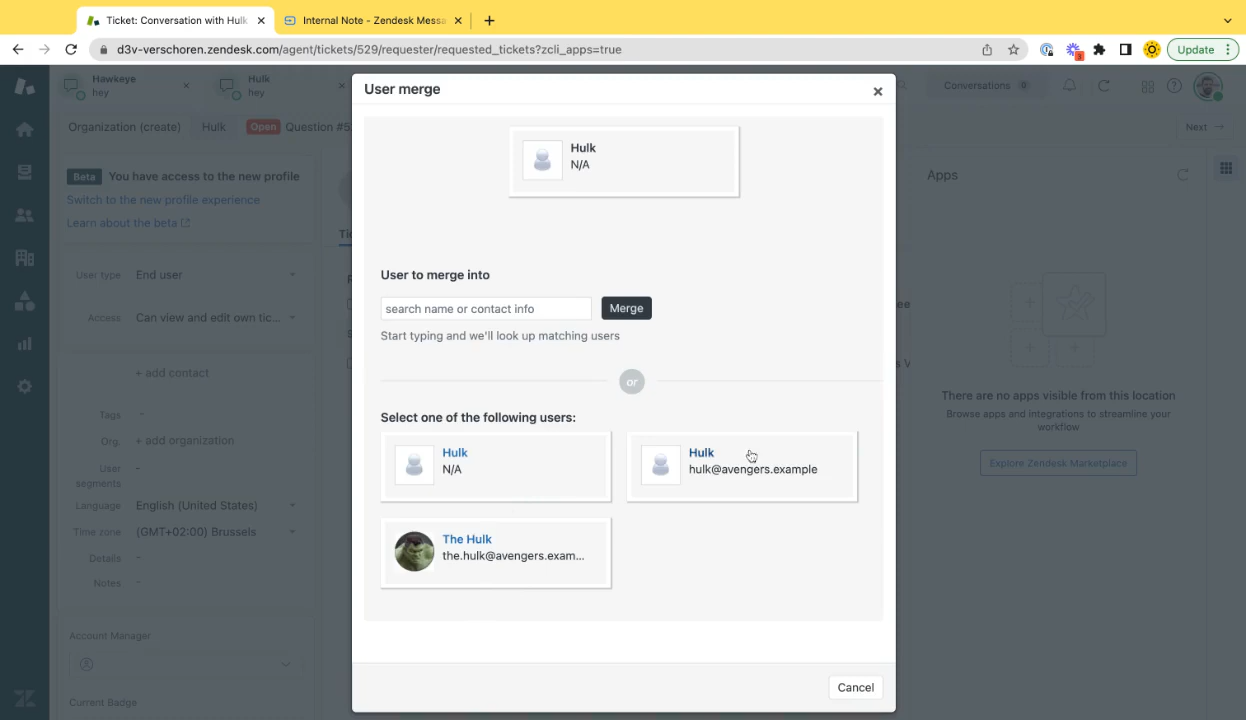 Ticket: Conversation with Hulk
Internal Note - Zendesk Messa
d3v-verschoren.zendesk.com/agent/tickets/529/requester/requested_tickets?zcli_apps=true
3
Update
Hawkeye
hey
Hulk
hey
Conversations 0
Organization (create)
Hulk
Open Question #5
Next →
User merge
Hulk
N/A
User to merge into
search name or contact info
Merge
Start typing and we'll look up matching users
or
Select one of the following users:
Hulk
N/A
Hulk
hulk@avengers.example
The Hulk
the.hulk@avengers.exam...
Cancel
Beta You have access to the new profile
Switch to the new profile experience
Learn about the beta
User type End user
Access Can view and edit own tic...
+ add contact
Tags -
Org. + add organization
User
segments -
Language English (United States)
Time zone (GMT+02:00) Brussels
Details -
Notes -
Account Manager
Current Badge
Apps
There are no apps visible from this location
Browse apps and integrations to streamline your
workflow
Explore Zendesk Marketplace